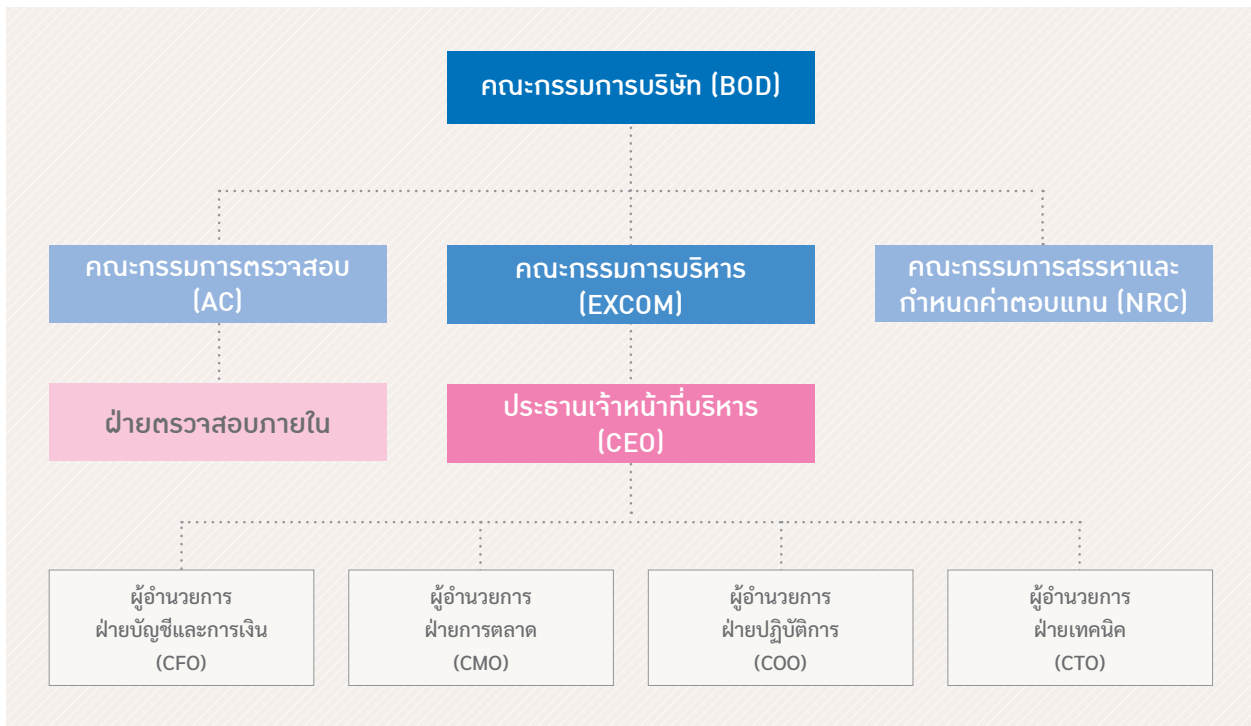 คณะกรรมการบริษัท (BOD)
คณะกรรมการตรวจสอบ
(AC)
คณะกรรมการบริหาร
(EXCOM)
คณะกรรมการสรรหาและ
กำหนดค่าตอบแทน (NRC)
ฝ่ายตรวจสอบภายใน
ประธานเจ้าหน้าที่บริหาร
(CEO)
ผู้อำนวยการ
ฝ่ายบัญชีและการเงิน
(CFO)
ผู้อำนวยการ
ฝ่ายการตลาด
(CMO)
ผู้อำนวยการ
ฝ่ายปฏิบัติการ
(COO)
ผู้อำนวยการ
ฝ่ายเทคนิค
(CTO)